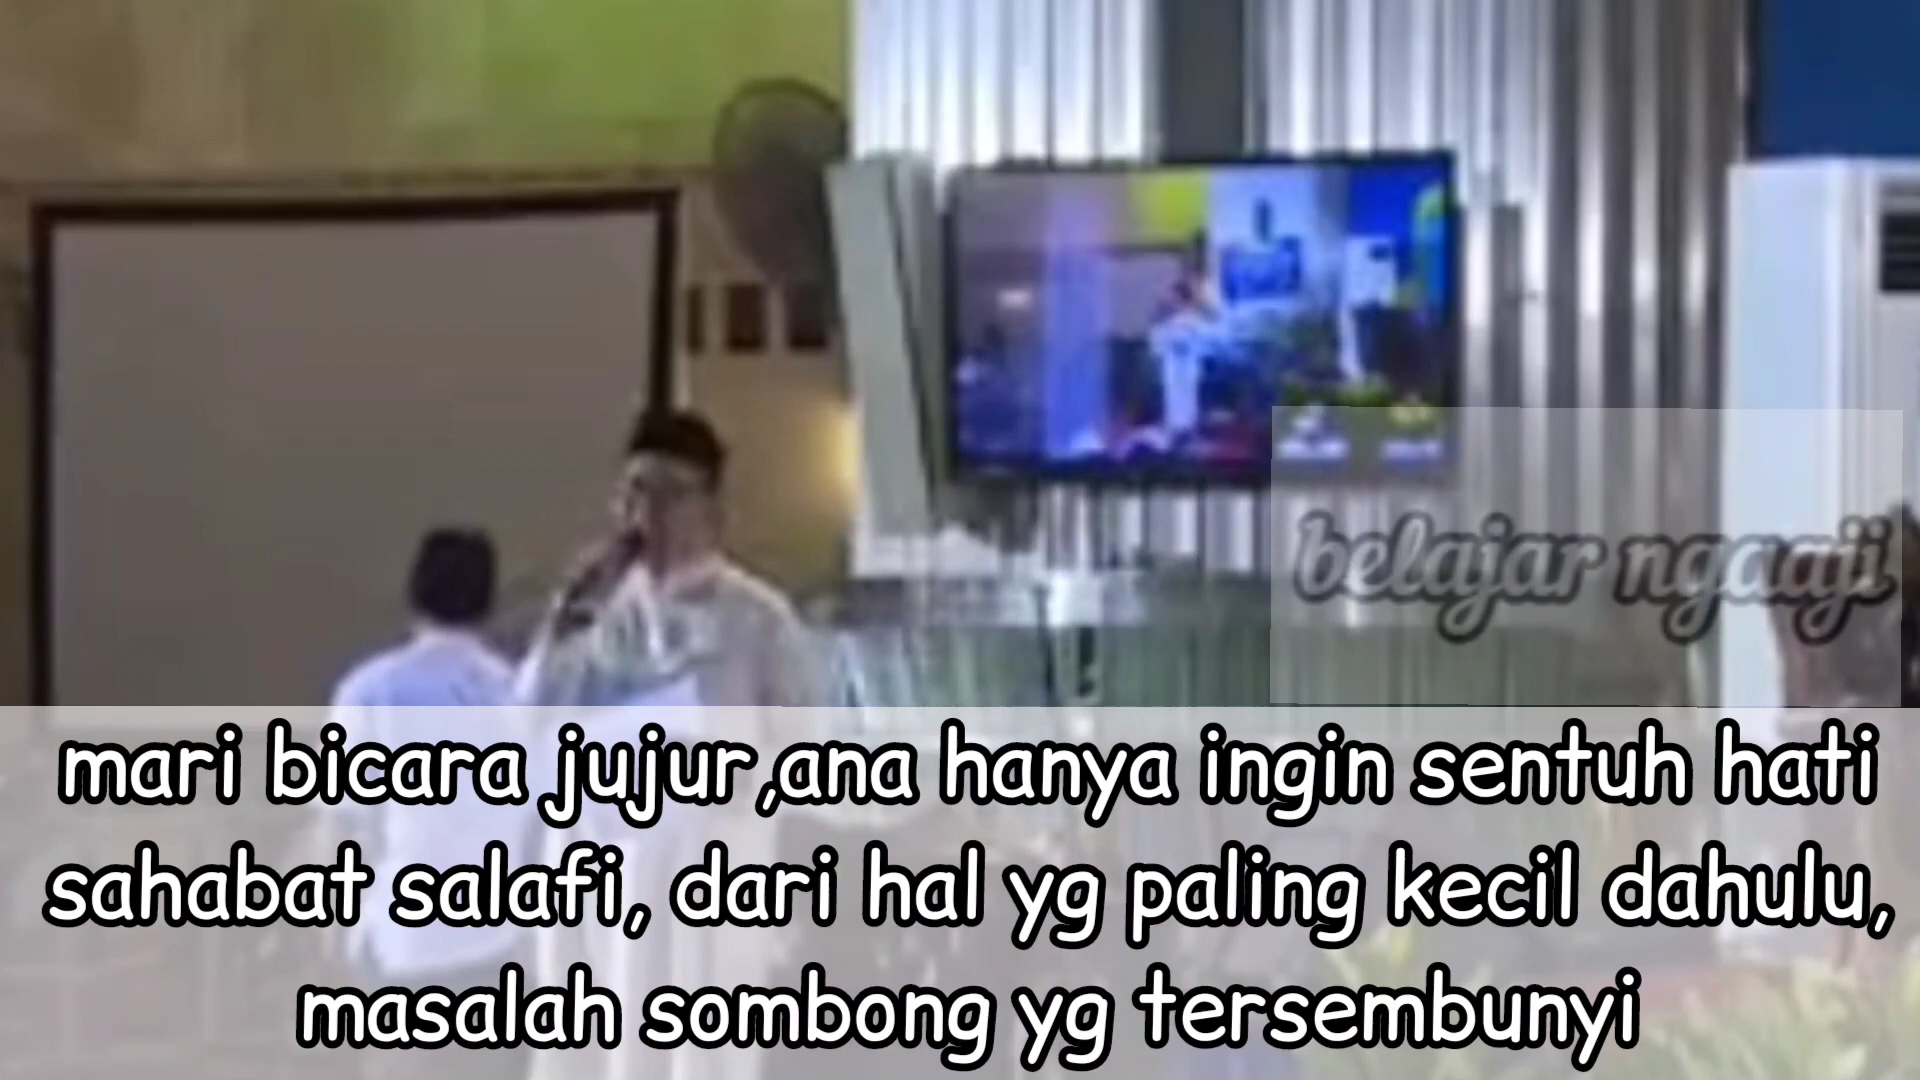 belajar ngaaji
mari bicara jujur,ana hanya ingin sentuh hati
sahabat salafi, dari hal yg paling kecil dahulu,
masalah sombong yg tersembunyi